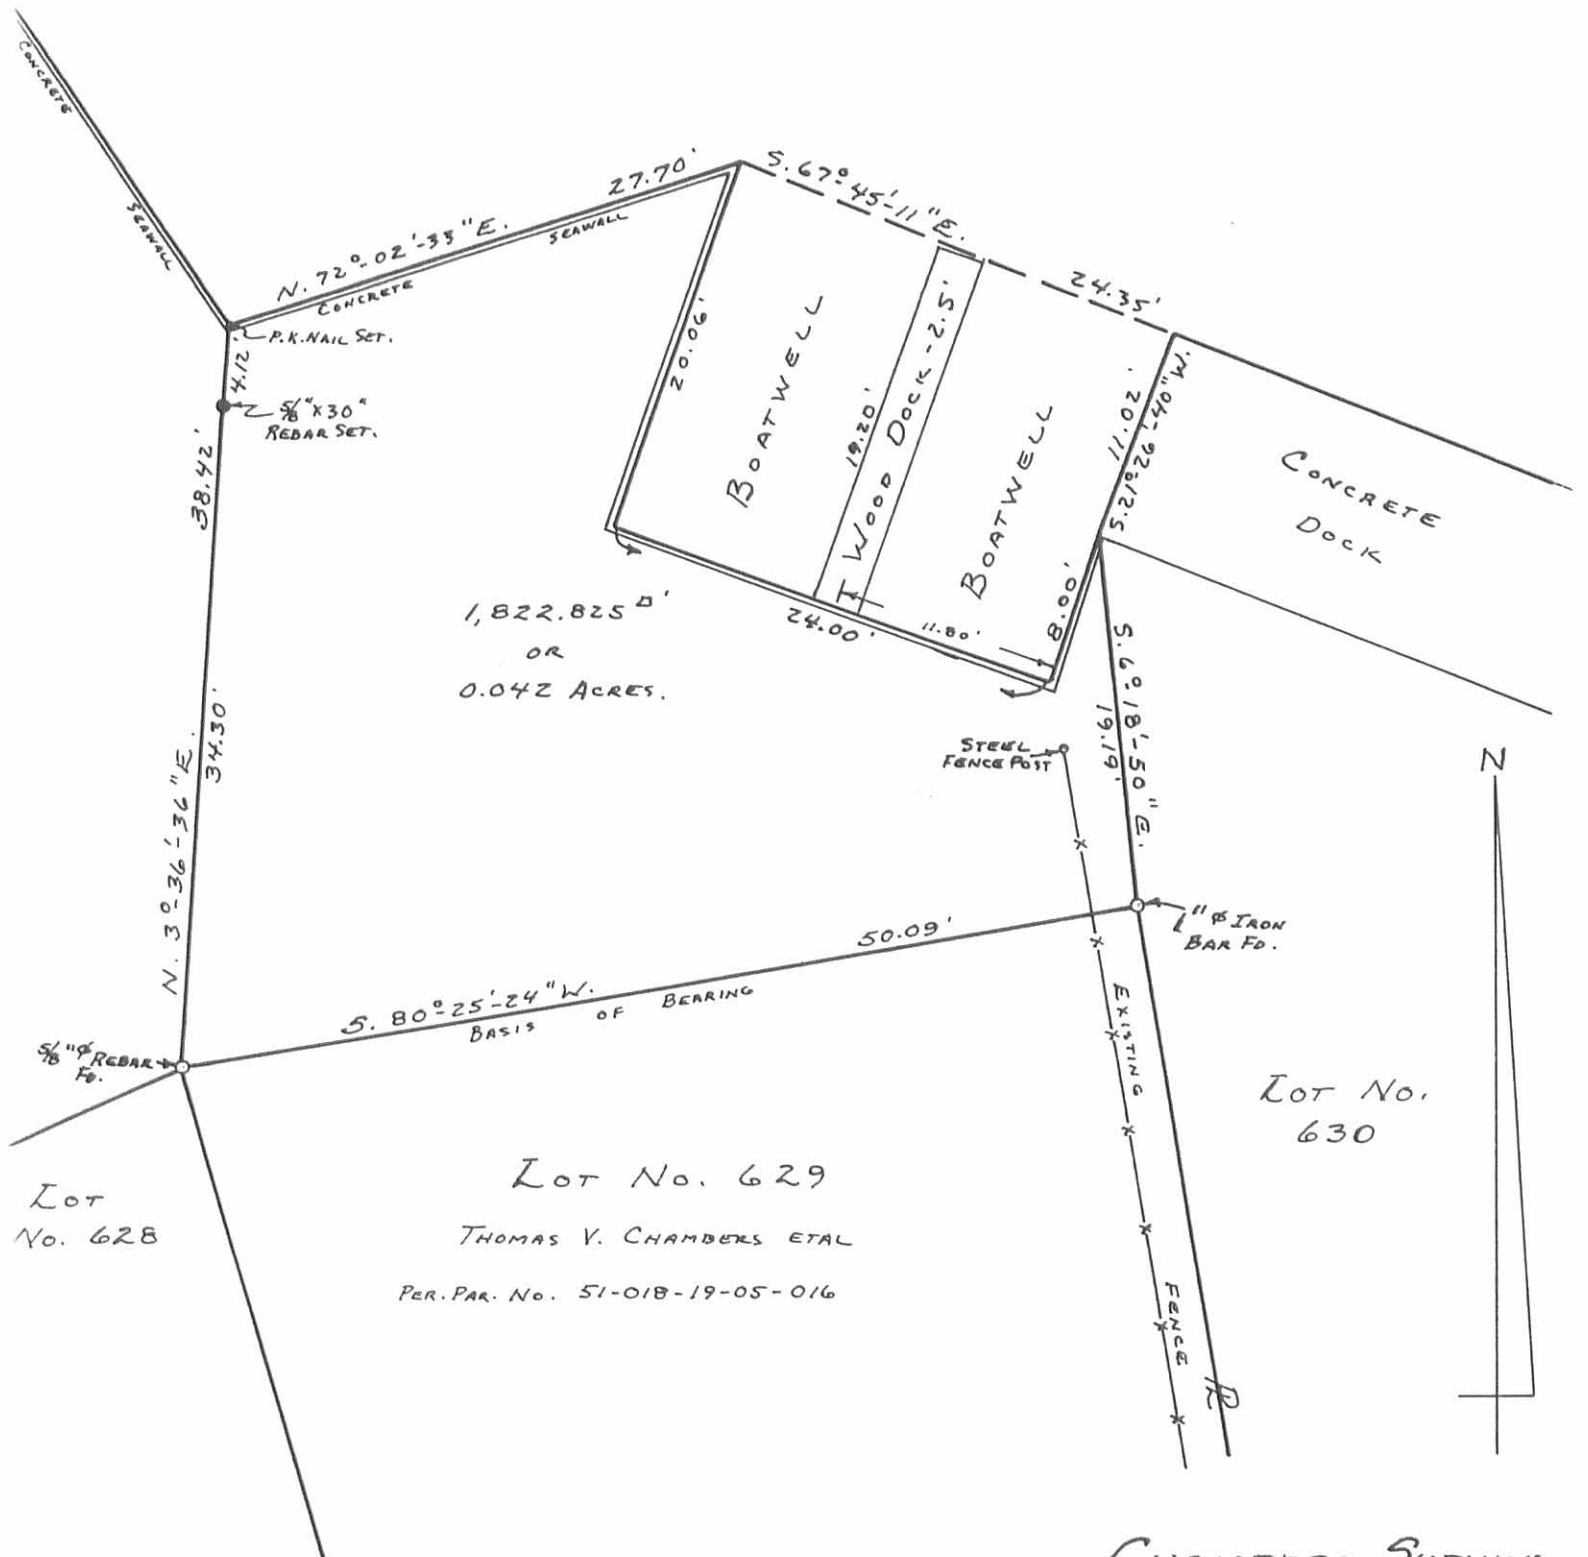 CONCRETE
SEAWALL
N. 72°-02'-33"E.
27.70'
CONCRETE
SEAWALL
S. 67°-45'-11"E.
24.35'
P.K. NAIL SET.
4.12
5/8"x30"
REBAR SET.
38.42'
34.30'
N. 3°-36'-36"E.
20.06'
BOATWELL
19.20'
WOOD DOCK-2.5'
BOATWELL
11.02'
S. 21°-26'-40"W.
CONCRETE
DOCK
24.00'
11.80'
8.00'
1,822.825 □'
OR
0.042 ACRES.
S. 6°-18'-50"E.
19.19'
STEEL
FENCE POST
N
1"ø IRON
BAR FD.
50.09'
S. 80°-25'-24"W.
BASIS OF BEARING
5/8"ø REBAR
FD.
EXISTING
FENCE
LOT NO.
630
LOT
NO. 628
LOT NO. 629
THOMAS V. CHAMBERS ETAL
PER. PAR. NO. 51-018-19-05-016